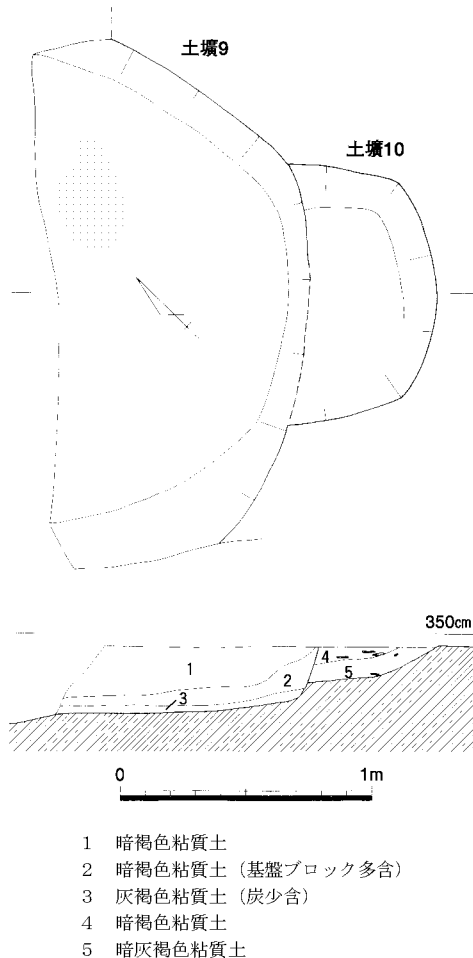 土壙9
土壙10
350cm
1
4
2
5
3
0 1m
1 暗褐色粘質土
2 暗褐色粘質土（基盤ブロック多含）
3 灰褐色粘質土（炭少含）
4 暗褐色粘質土
5 暗灰褐色粘質土